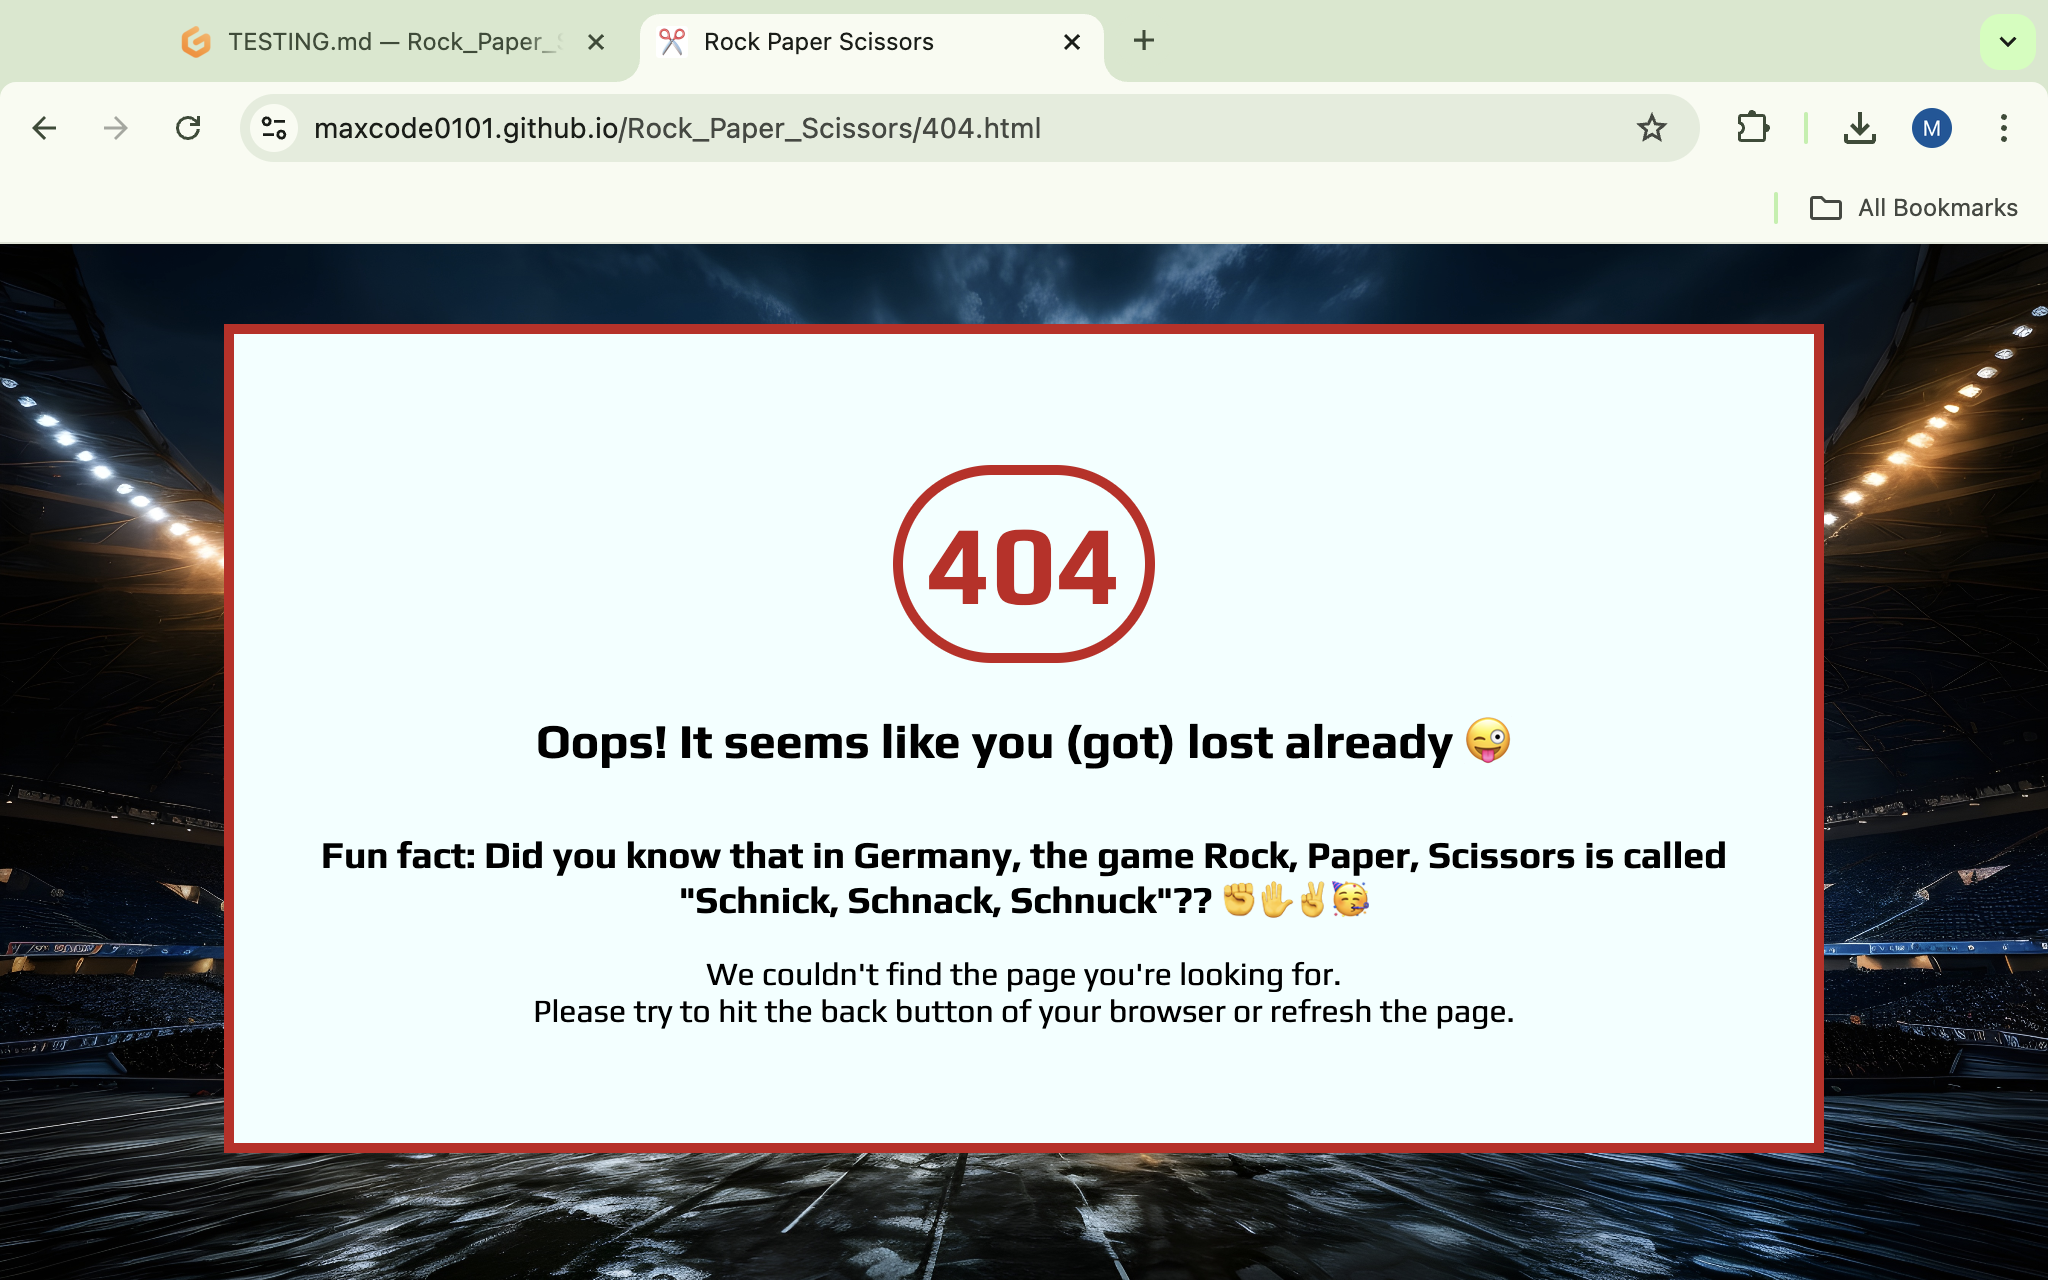 TESTING.md — Rock_Paper_
Rock Paper Scissors
maxcode0101.github.io/Rock_Paper_Scissors/404.html
M
All Bookmarks
404
Oops! It seems like you (got) lost already 😜
Fun fact: Did you know that in Germany, the game Rock, Paper, Scissors is called
"Schnick, Schnack, Schnuck"?? ✊✋✌🥳
We couldn't find the page you're looking for.
Please try to hit the back button of your browser or refresh the page.